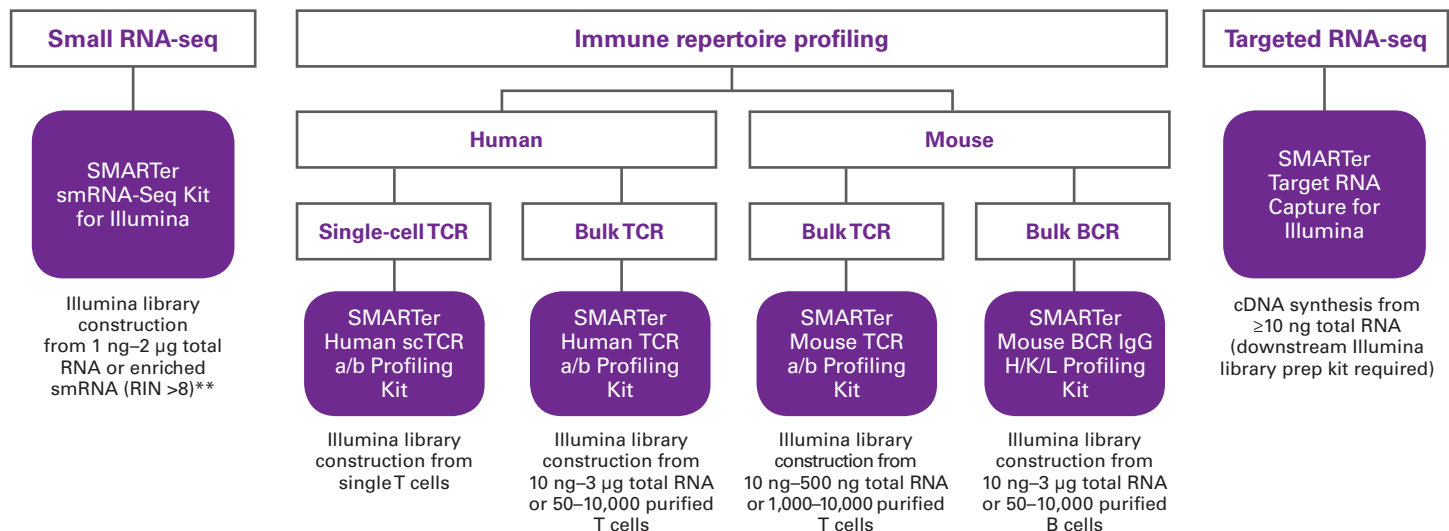 Small RNA-seq
Immune repertoire profiling
Targeted RNA-seq
Human
Mouse
Single-cell TCR
Bulk TCR
Bulk TCR
Bulk BCR
SMARTer
smRNA-Seq Kit
for Illumina
Illumina library
construction
from 1 ng–2 µg total
RNA or enriched
smRNA (RIN >8)**
SMARTer
Human scTCR
a/b Profiling
Kit
Illumina library
construction from
single T cells
SMARTer
Human TCR
a/b Profiling
Kit
Illumina library
construction from
10 ng–3 µg total RNA
or 50–10,000 purified
T cells
SMARTer
Mouse TCR
a/b Profiling
Kit
Illumina library
construction from
10 ng–500 ng total RNA
or 1,000–10,000 purified
T cells
SMARTer
Mouse BCR IgG
H/K/L Profiling
Kit
Illumina library
construction from
10 ng–3 µg total RNA
or 50–10,000 purified
B cells
SMARTer
Target RNA
Capture for
Illumina
cDNA synthesis from
≥10 ng total RNA
(downstream Illumina
library prep kit required)